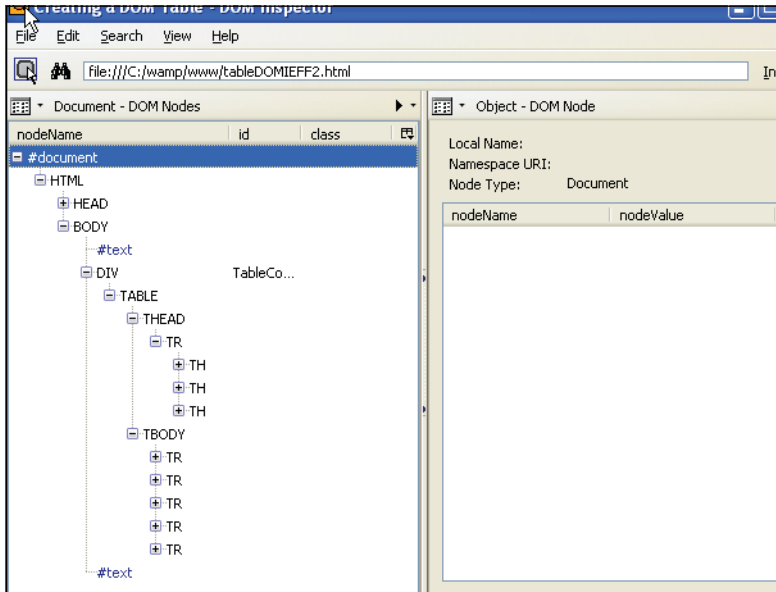 Creating a DOM Table - DOM Inspector
File Edit Search View Help
file:///C:/wamp/www/tableDOMIEFF2.html In
Document - DOM Nodes
nodeName id class
#document
HTML
HEAD
BODY
#text
DIV TableCo...
TABLE
THEAD
TR
TH
TH
TH
TBODY
TR
TR
TR
TR
TR
#text
Object - DOM Node
Local Name:
Namespace URI:
Node Type: Document
nodeName nodeValue